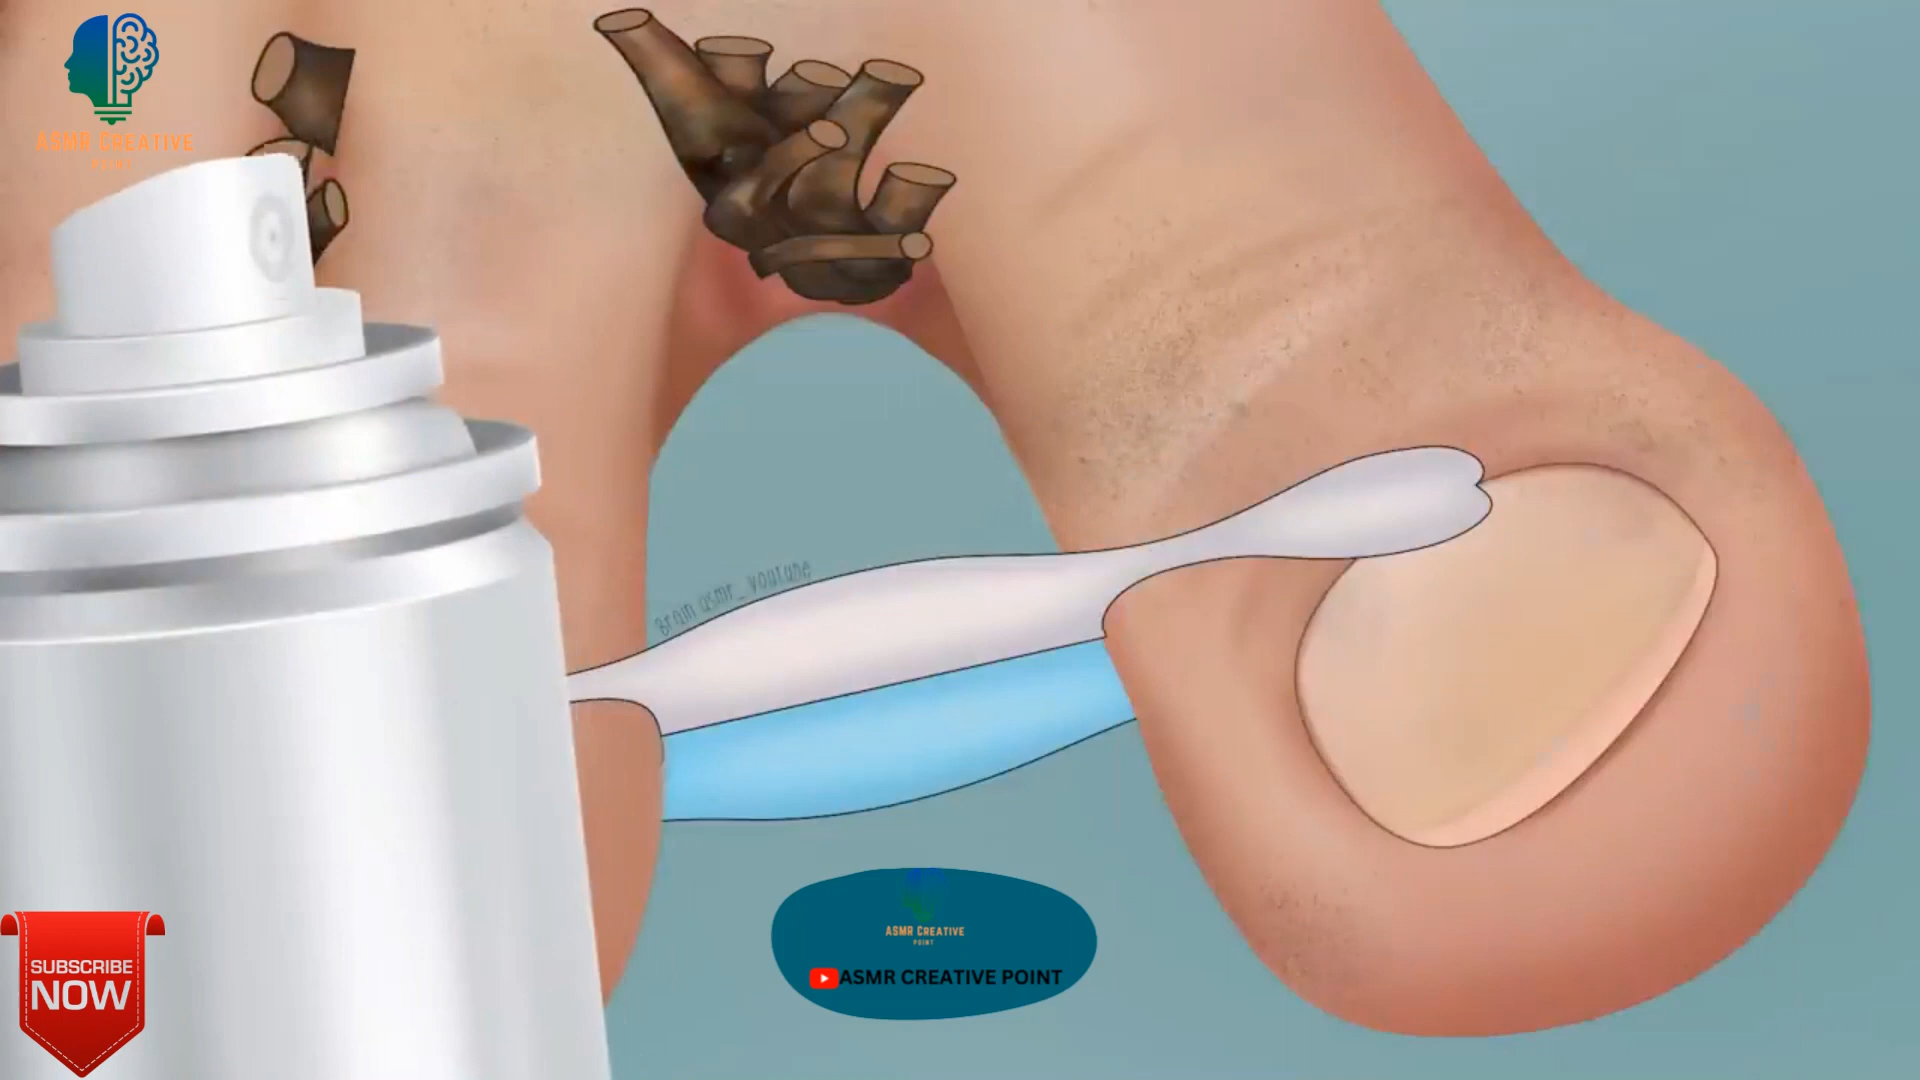 ASMR CREATIVE
POINT
Brain asmr_youtube
ASMR CREATIVE
POINT
ASMR CREATIVE POINT
SUBSCRIBE
NOW